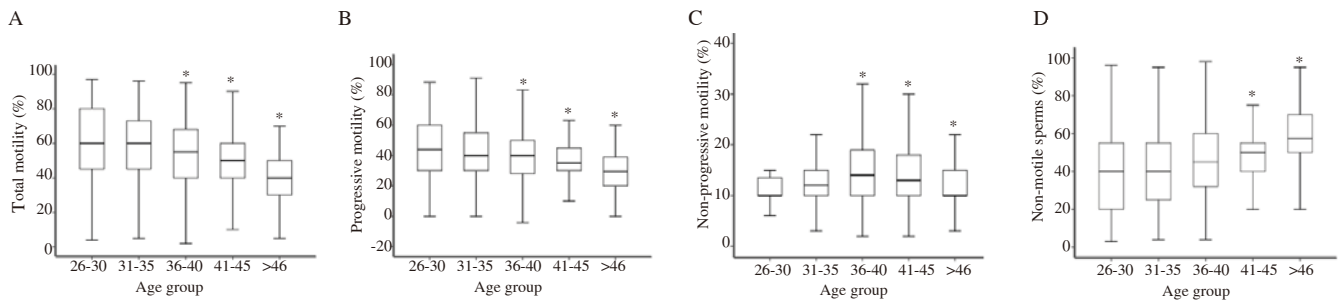 A
Total motility (%)
100
80
60
40
20
0
*
*
*
26-30 31-35 36-40 41-45 >46
Age group
B
Progressive motility (%)
100
80
60
40
20
0
-20
*
*
*
26-30 31-35 36-40 41-45 >46
Age group
C
Non-progressive motility (%)
40
30
20
10
0
*
*
*
26-30 31-35 36-40 41-45 >46
Age group
D
Non-motile sperms (%)
100
80
60
40
20
0
*
*
26-30 31-35 36-40 41-45 >46
Age group